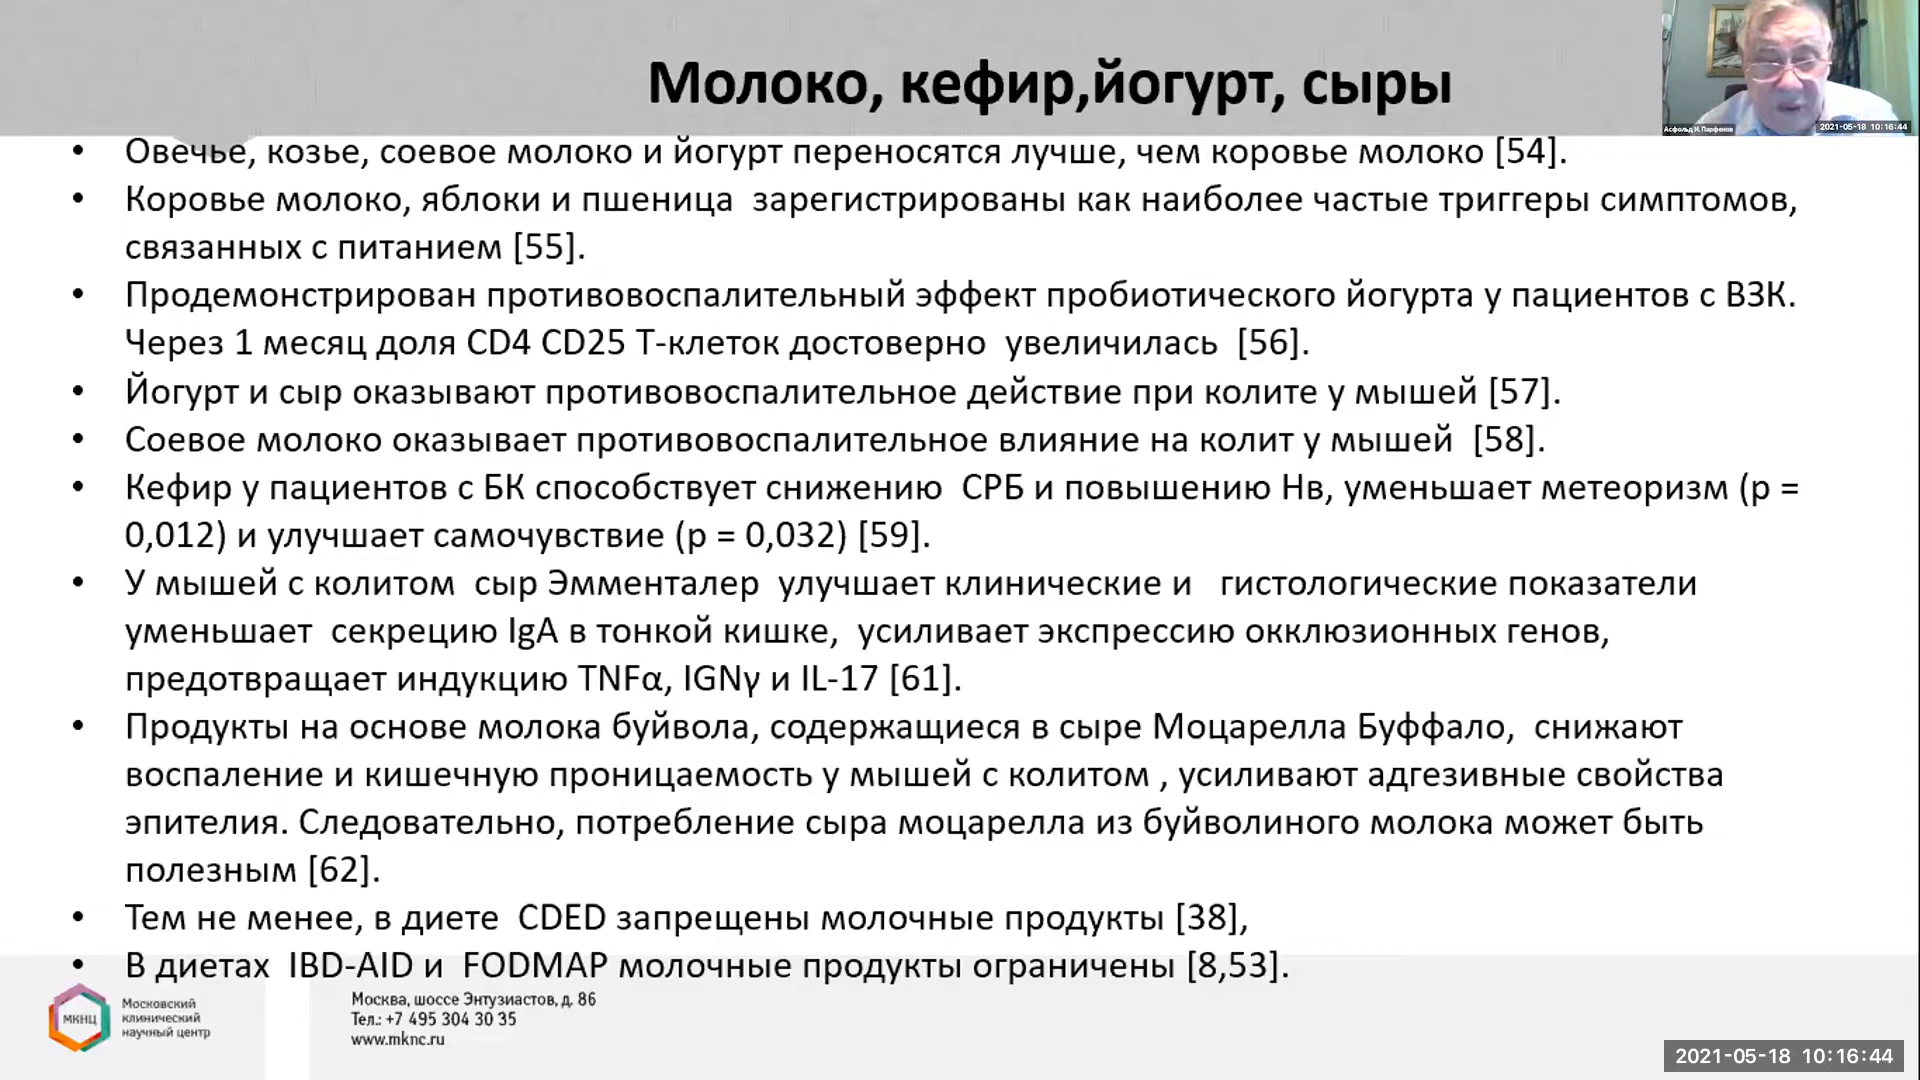 Молоко, кефир,йогурт, сыры
Асфольд И. Парфенов
2021-05-18 10:16:44
• Овечье, козье, соевое молоко и йогурт переносятся лучше, чем коровье молоко [54].
• Коровье молоко, яблоки и пшеница зарегистрированы как наиболее частые триггеры симптомов,
связанных с питанием [55].
• Продемонстрирован противовоспалительный эффект пробиотического йогурта у пациентов с ВЗК.
Через 1 месяц доля CD4 CD25 Т-клеток достоверно увеличилась [56].
• Йогурт и сыр оказывают противовоспалительное действие при колите у мышей [57].
• Соевое молоко оказывает противовоспалительное влияние на колит у мышей [58].
• Кефир у пациентов с БК способствует снижению СРБ и повышению Нв, уменьшает метеоризм (р =
0,012) и улучшает самочувствие (р = 0,032) [59].
• У мышей с колитом сыр Эмменталер улучшает клинические и гистологические показатели
уменьшает секрецию IgA в тонкой кишке, усиливает экспрессию окклюзионных генов,
предотвращает индукцию TNFα, IGNγ и IL-17 [61].
• Продукты на основе молока буйвола, содержащиеся в сыре Моцарелла Буффало, снижают
воспаление и кишечную проницаемость у мышей с колитом , усиливают адгезивные свойства
эпителия. Следовательно, потребление сыра моцарелла из буйволиного молока может быть
полезным [62].
• Тем не менее, в диете CDED запрещены молочные продукты [38],
• В диетах IBD-AID и FODMAP молочные продукты ограничены [8,53].
МКНЦ
Московский
клинический
научный центр
Москва, шоссе Энтузиастов, д. 86
Тел.: +7 495 304 30 35
www.mknc.ru
2021-05-18 10:16:44